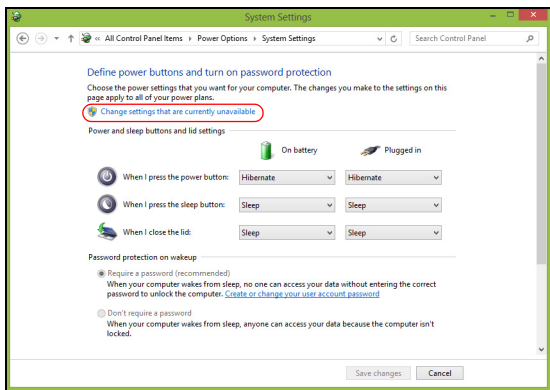 System Settings
« All Control Panel Items ▸ Power Options ▸ System Settings
Search Control Panel
Define power buttons and turn on password protection
Choose the power settings that you want for your computer. The changes you make to the settings on this
page apply to all of your power plans.
Change settings that are currently unavailable
Power and sleep buttons and lid settings
On battery Plugged in
When I press the power button: Hibernate Hibernate
When I press the sleep button: Sleep Sleep
When I close the lid: Sleep Sleep
Password protection on wakeup
Require a password (recommended)
When your computer wakes from sleep, no one can access your data without entering the correct
password to unlock the computer. Create or change your user account password
Don't require a password
When your computer wakes from sleep, anyone can access your data because the computer isn't
locked.
Save changes Cancel